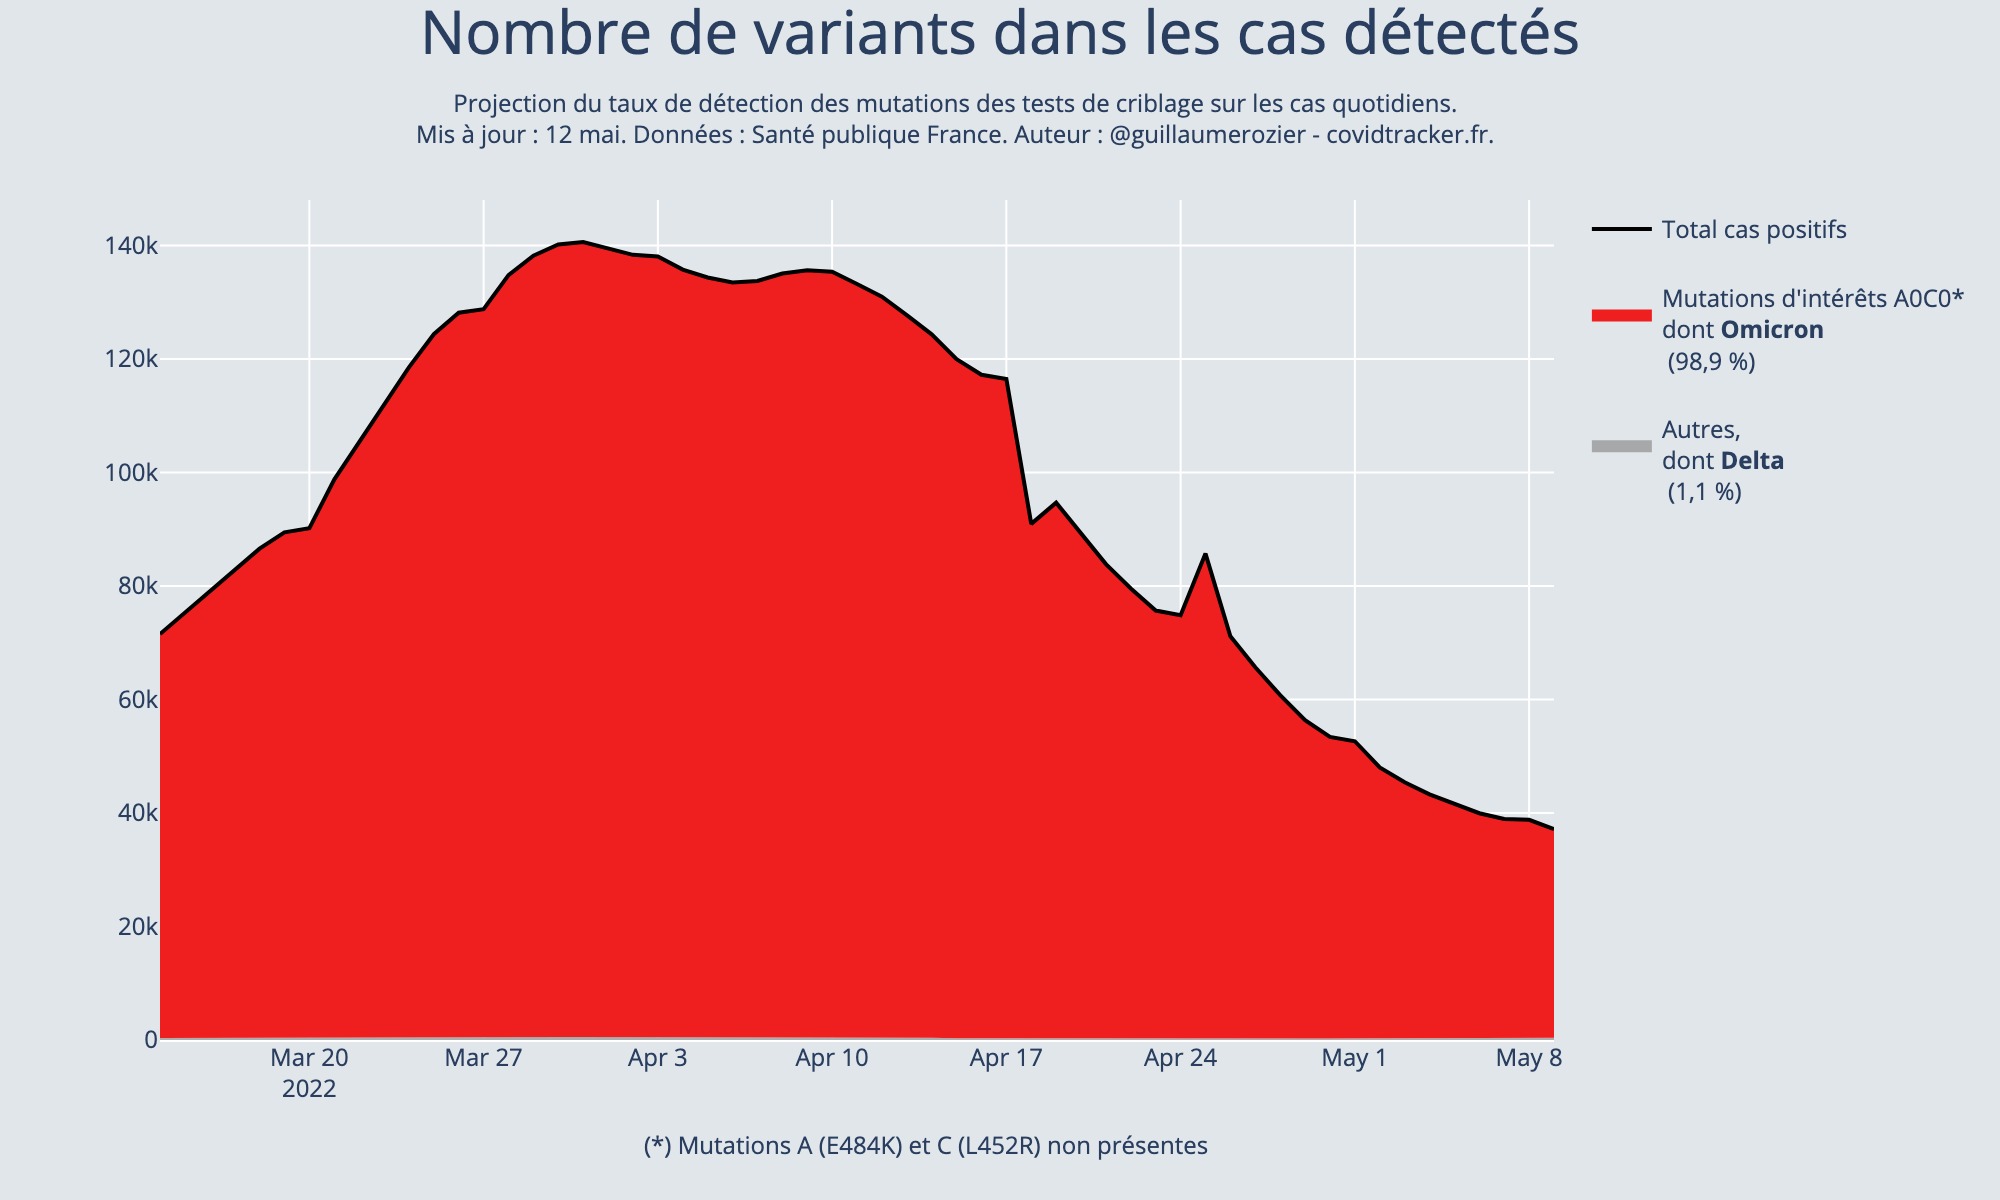 Nombre de variants dans les cas détectés
Projection du taux de détection des mutations des tests de criblage sur les cas quotidiens.
Mis à jour : 12 mai. Données : Santé publique France. Auteur : @guillaumerozier - covidtracker.fr.
140k
120k
100k
80k
60k
40k
20k
0
Mar 20
2022
Mar 27
Apr 3
Apr 10
Apr 17
Apr 24
May 1
May 8
Total cas positifs
Mutations d'intérêts A0C0*
dont Omicron
(98,9 %)
Autres,
dont Delta
(1,1 %)
(*) Mutations A (E484K) et C (L452R) non présentes